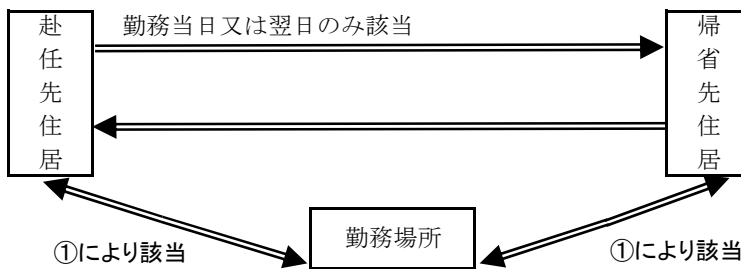 赴任先住居
勤務当日又は翌日のみ該当
帰省先住居
勤務場所
①により該当
①により該当